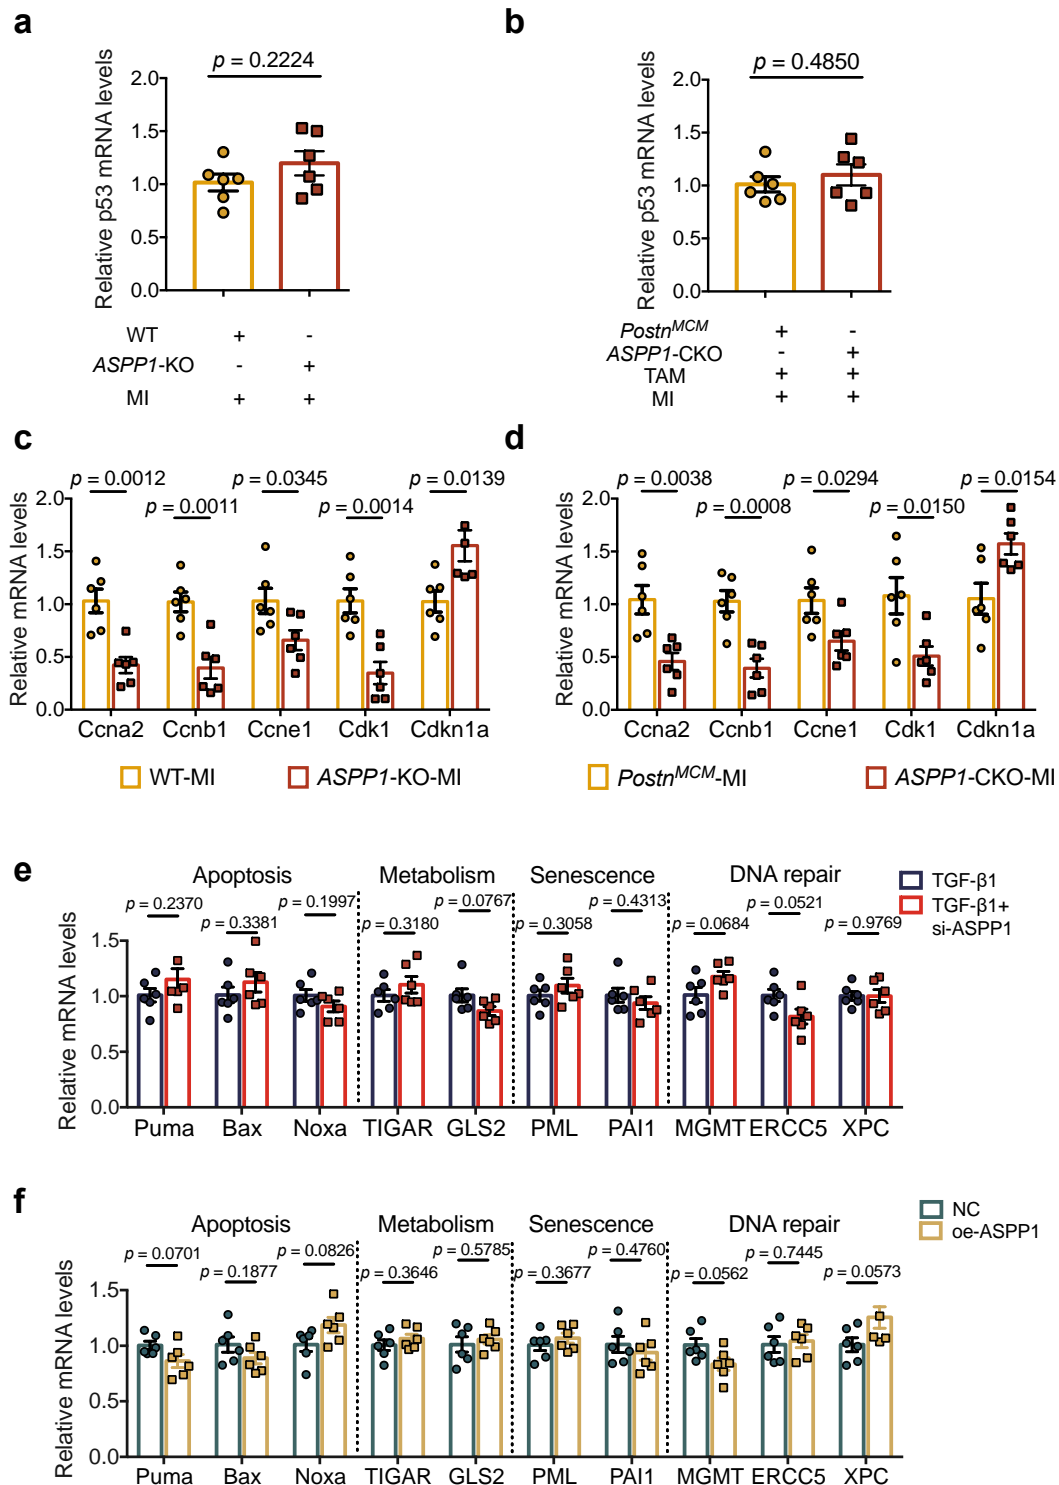 a
p = 0.2224
Relative p53 mRNA levels
2.0
1.5
1.0
0.5
0.0
WT + -
ASPP1-KO - +
MI + +
b
p = 0.4850
Relative p53 mRNA levels
2.0
1.5
1.0
0.5
0.0
Postn^MCM + -
ASPP1-CKO - +
TAM + +
MI + +
c
p = 0.0012 p = 0.0345 p = 0.0139
p = 0.0011 p = 0.0014
Relative mRNA levels
2.0
1.5
1.0
0.5
0.0
Ccna2 Ccnb1 Ccne1 Cdk1 Cdkn1a
WT-MI ASPP1-KO-MI
d
p = 0.0038 p = 0.0294 p = 0.0154
p = 0.0008 p = 0.0150
Relative mRNA levels
2.0
1.5
1.0
0.5
0.0
Ccna2 Ccnb1 Ccne1 Cdk1 Cdkn1a
Postn^MCM-MI ASPP1-CKO-MI
e
Apoptosis Metabolism Senescence DNA repair
TGF-β1
TGF-β1+
si-ASPP1
p = 0.2370 p = 0.3381 p = 0.1997 p = 0.3180 p = 0.0767 p = 0.3058 p = 0.4313 p = 0.0684 p = 0.0521 p = 0.9769
Relative mRNA levels
1.5
1.0
0.5
0.0
Puma Bax Noxa TIGAR GLS2 PML PAI1 MGMT ERCC5 XPC
f
Apoptosis Metabolism Senescence DNA repair
NC
oe-ASPP1
p = 0.0701 p = 0.1877 p = 0.0826 p = 0.3646 p = 0.5785 p = 0.3677 p = 0.4760 p = 0.0562 p = 0.7445 p = 0.0573
Relative mRNA levels
1.5
1.0
0.5
0.0
Puma Bax Noxa TIGAR GLS2 PML PAI1 MGMT ERCC5 XPC